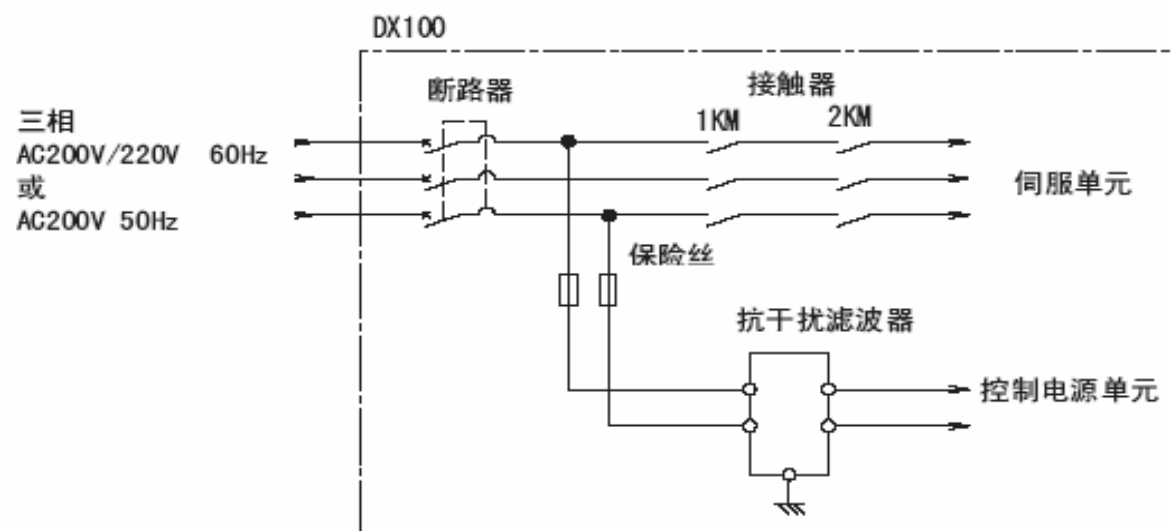 DX100
断路器
接触器
三相
1KM
2KM
AC200V/220V 60Hz
或
AC200V 50Hz
伺服单元
保险丝
抗干扰滤波器
控制电源单元